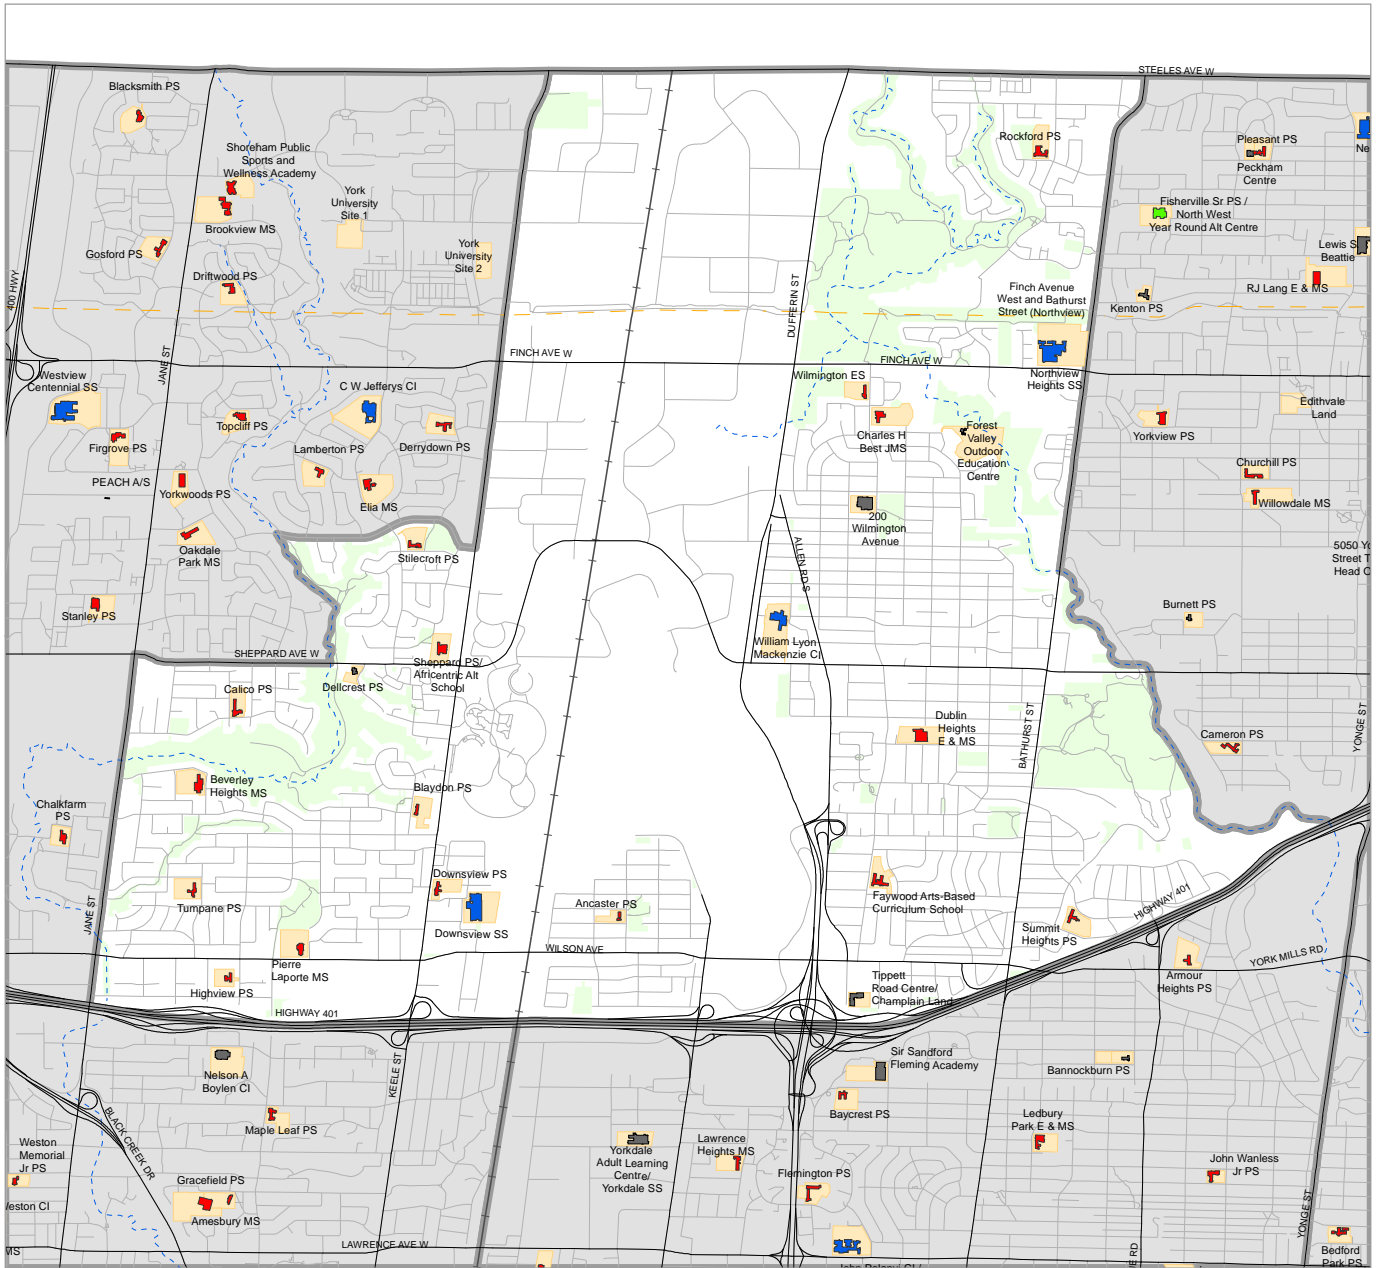 STEELES AVE W
Blacksmith PS
Shoreham Public
Sports and
Wellness Academy
Rockford PS
Pleasant PS
Peckham
Centre
Ne
York
University
Site 1
Brookview MS
Fisherville Sr PS /
North West
Year Round Alt Centre
Gosford PS
York
University
Site 2
Lewis S
Beattie
Driftwood PS
400 HWY
DUFFERIN ST
Finch Avenue
West and Bathurst
Street (Northview)
RJ Lang E & MS
Kenton PS
JANE ST
FINCH AVE W
FINCH AVE W
Westview
Centennial SS
C W Jefferys CI
Wilmington ES
Northview
Heights SS
Edithvale
Land
Topcliff PS
Firgrove PS
Lamberton PS
Derrydown PS
Charles H
Best JMS
Forest
Valley
Outdoor
Education
Centre
Yorkview PS
Churchill PS
PEACH A/S
Yorkwoods PS
Elia MS
Willowdale MS
200
Wilmington
Avenue
Oakdale
Park MS
Stilecroft PS
ALLEN RD S
5050 Yo
Street T
Head O
Stanley PS
Burnett PS
SHEPPARD AVE W
William Lyon
Mackenzie CI
Sheppard PS/
Africentric Alt
School
Calico PS
Dellcrest PS
Dublin
Heights
E & MS
BATHURST ST
Cameron PS
YONGE ST
Beverley
Heights MS
Blaydon PS
Chalkfarm
PS
Downsview PS
Tumpane PS
Ancaster PS
Faywood Arts-Based
Curriculum School
HIGHWAY 401
JANE ST
Downsview SS
Summit
Heights PS
WILSON AVE
YORK MILLS RD
Pierre
Laporte MS
Tippett
Road Centre/
Champlain Land
Armour
Heights PS
Highview PS
HIGHWAY 401
Nelson A
Boylen CI
KEELE ST
Sir Sandford
Fleming Academy
Bannockburn PS
BLACK CREEK DR
Maple Leaf PS
Baycrest PS
Ledbury
Park E & MS
Weston
Memorial
Jr PS
Yorkdale
Adult Learning
Centre/
Yorkdale SS
Lawrence
Heights MS
Flemington PS
John Wanless
Jr PS
Gracefield PS
Weston CI
Amesbury MS
YONGE ST
LAWRENCE AVE W
MS
E RD
Bedford
Park PS